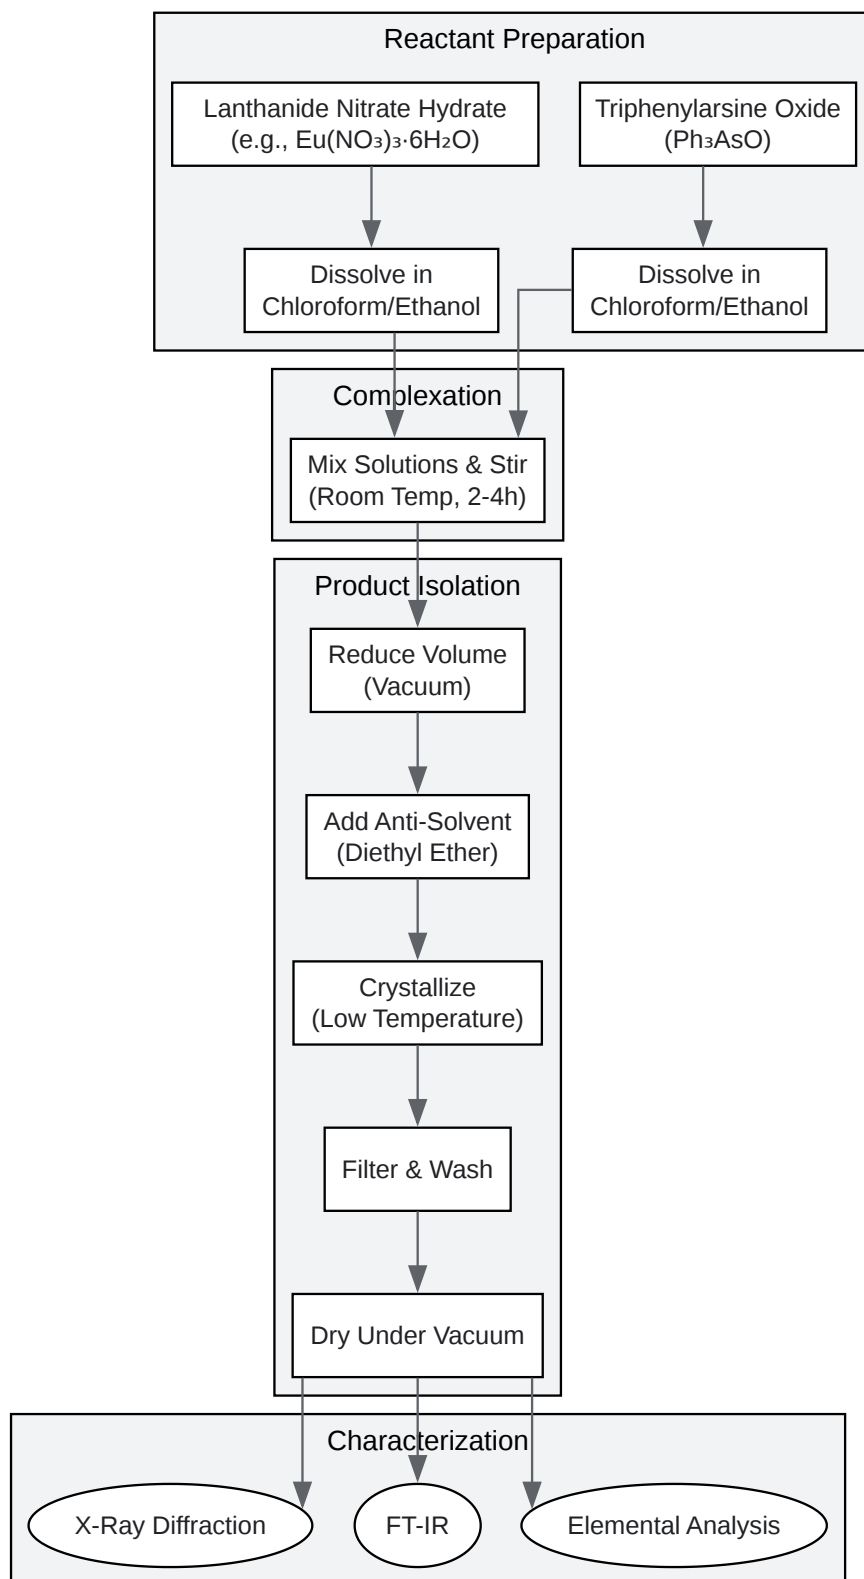 Reactant Preparation
Lanthanide Nitrate Hydrate
(e.g., Eu(NO₃)₃·6H₂O)
Triphenylarsine Oxide
(Ph₃AsO)
Dissolve in
Chloroform/Ethanol
Dissolve in
Chloroform/Ethanol
Complexation
Mix Solutions & Stir
(Room Temp, 2-4h)
Product Isolation
Reduce Volume
(Vacuum)
Add Anti-Solvent
(Diethyl Ether)
Crystallize
(Low Temperature)
Filter & Wash
Dry Under Vacuum
Characterization
X-Ray Diffraction
FT-IR
Elemental Analysis